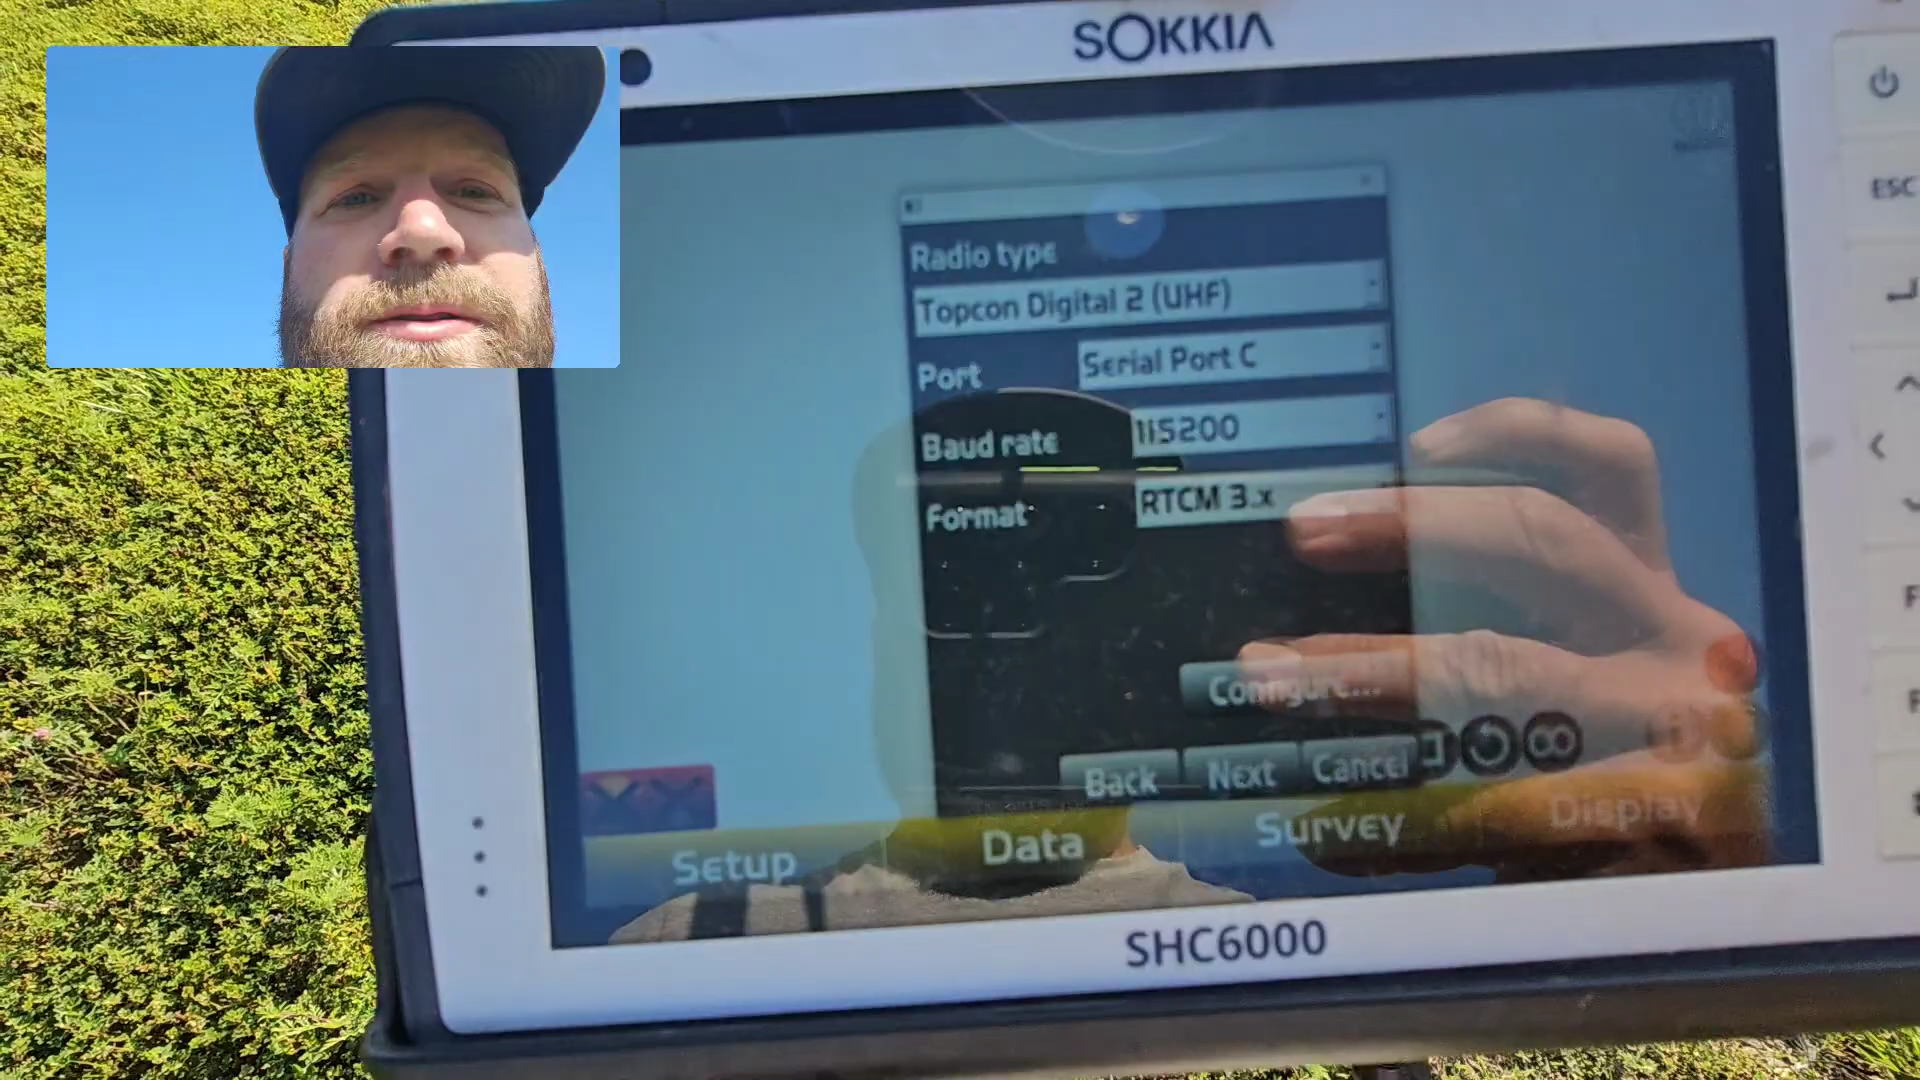 SOKKIA
ESC
Radio type
Topcon Digital 2 (UHF)
Port
Serial Port C
Baud rate
115200
Format
RTCM 3.x
Configure...
Back
Next
Cancel
Setup
Data
Survey
Display
SHC6000